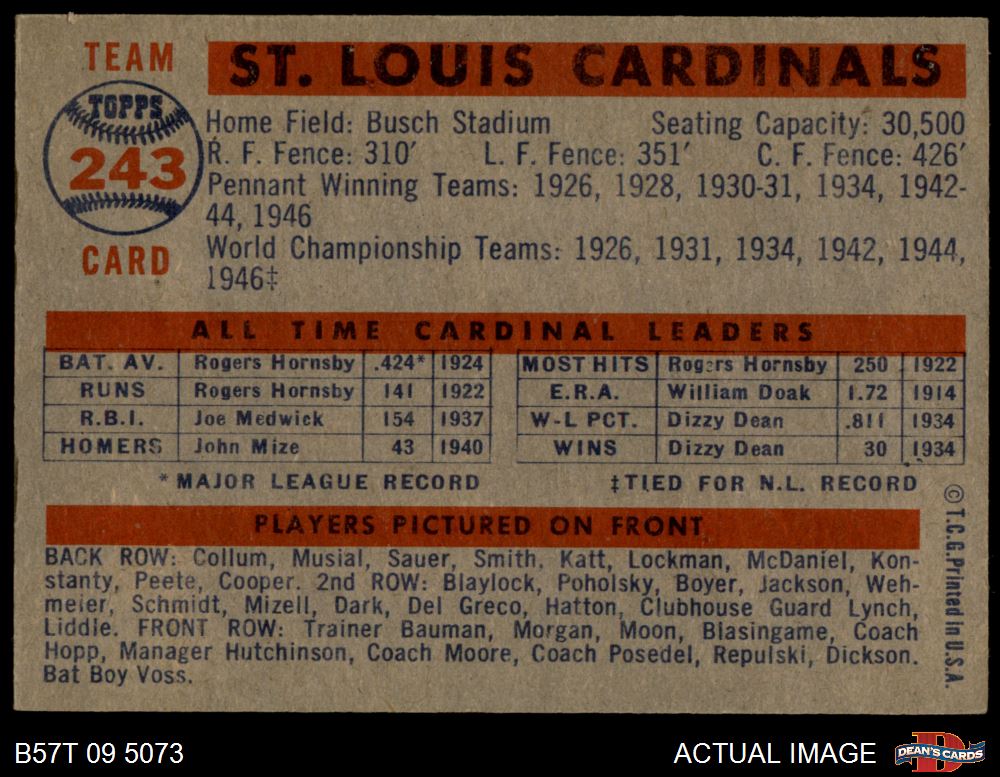 TEAM
TOPPS
243
CARD
ST. LOUIS CARDINALS
Home Field: Busch Stadium Seating Capacity: 30,500
R. F. Fence: 310′ L. F. Fence: 351′ C. F. Fence: 426′
Pennant Winning Teams: 1926, 1928, 1930-31, 1934, 1942-
44, 1946
World Championship Teams: 1926, 1931, 1934, 1942, 1944,
1946‡
ALL TIME CARDINAL LEADERS
BAT. AV. Rogers Hornsby .424* 1924 MOST HITS Rogers Hornsby 250 1922
RUNS Rogers Hornsby 141 1922 E.R.A. William Doak 1.72 1914
R.B.I. Joe Medwick 154 1937 W-L PCT. Dizzy Dean .811 1934
HOMERS John Mize 43 1940 WINS Dizzy Dean 30 1934
*MAJOR LEAGUE RECORD ‡TIED FOR N.L. RECORD
PLAYERS PICTURED ON FRONT
BACK ROW: Collum, Musial, Sauer, Smith, Katt, Lockman, McDaniel, Kon-
stanty, Peete, Cooper. 2nd ROW: Blaylock, Poholsky, Boyer, Jackson, Weh-
meier, Schmidt, Mizell, Dark, Del Greco, Hatton, Clubhouse Guard Lynch,
Liddle. FRONT ROW: Trainer Bauman, Morgan, Moon, Blasingame, Coach
Hopp, Manager Hutchinson, Coach Moore, Coach Posedel, Repulski, Dickson.
Bat Boy Voss.
© T.C.G. Printed in U.S.A.
B57T 09 5073
ACTUAL IMAGE
DEAN'S CARDS